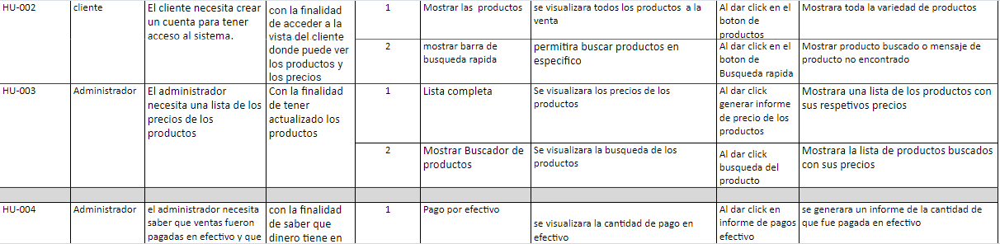 HU-002
cliente
El cliente necesita crear
un cuenta para tener
acceso al sistema.
con la finalidad
de acceder a la
vista del cliente
donde puede ver
los productos y
los precios
1
Mostrar las productos
se visualizara todos los productos a la
venta
Al dar click en el
boton de
productos
Mostrara toda la variedad de productos
2
mostrar barra de
busqueda rapida
permitira buscar productos en
especifico
Al dar click en el
boton de
Busqueda rapida
Mostrar producto buscado o mensaje de
producto no encontrado
HU-003
Administrador
El administrador
necesita una lista de los
precios de los
productos
Con la finalidad
de tener
actualizado los
productos
1
Lista completa
Se visualizara los precios de los
productos
Al dar click
generar informe
de precio de los
productos
Mostrara una lista de los productos con
sus respetivos precios
2
Mostrar Buscador de
productos
Se visualizara la busqueda de los
productos
Al dar click
busqueda del
producto
Mostrara la lista de productos buscados
con sus precios
HU-004
Administrador
el administrador necesita
saber que ventas fueron
pagadas en efectivo y que
con la finalidad
de saber que
dinero tiene en
1
Pago por efectivo
se visualizara la cantidad de pago en
efectivo
Al dar click en
informe de pagos
efectivo
se generara un informe de la cantidad de
que fue pagada en efectivo